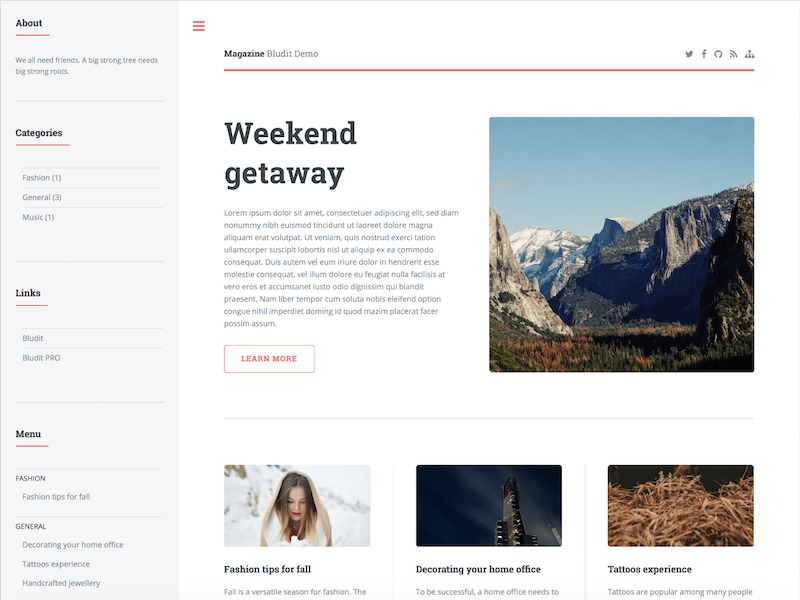 About
We all need friends. A big strong tree needs
big strong roots.
Categories
Fashion (1)
General (3)
Music (1)
Links
Bludit
Bludit PRO
Menu
FASHION
Fashion tips for fall
GENERAL
Decorating your home office
Tattoos experience
Handcrafted jewellery
Magazine Bludit Demo
Weekend
getaway
Lorem ipsum dolor sit amet, consectetuer adipiscing elit, sed diam
nonummy nibh euismod tincidunt ut laoreet dolore magna
aliquam erat volutpat. Ut veniam, quis nostrud exerci tation
ullamcorper suscipit lobortis nisl ut aliquip ex ea commodo
consequat. Duis autem vel eum iriure dolor in hendrerit esse
molestie consequat, vel illum dolore eu feugiat nulla facilisis at
vero eros et accumsanet iusto odio dignissim qui blandit
praesent. Nam liber tempor cum soluta nobis eleifend option
congue nihil imperdiet doming id quod mazim placerat facer
possim assum.
LEARN MORE
Fashion tips for fall
Fall is a versatile season for fashion. The
Decorating your home office
To be successful, a home office needs to
Tattoos experience
Tattoos are popular among many people